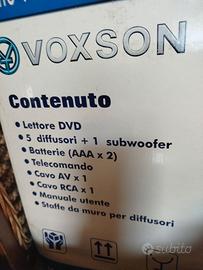 VOXSON
Contenuto
• Lettore DVD
• 5 diffusori + 1 subwoofer
• Batterie (AAA x 2)
• Telecomando
• Cavo AV x 1
• Cavo RCA x 1
• Manuale utente
• Staffe da muro per diffusori
subito